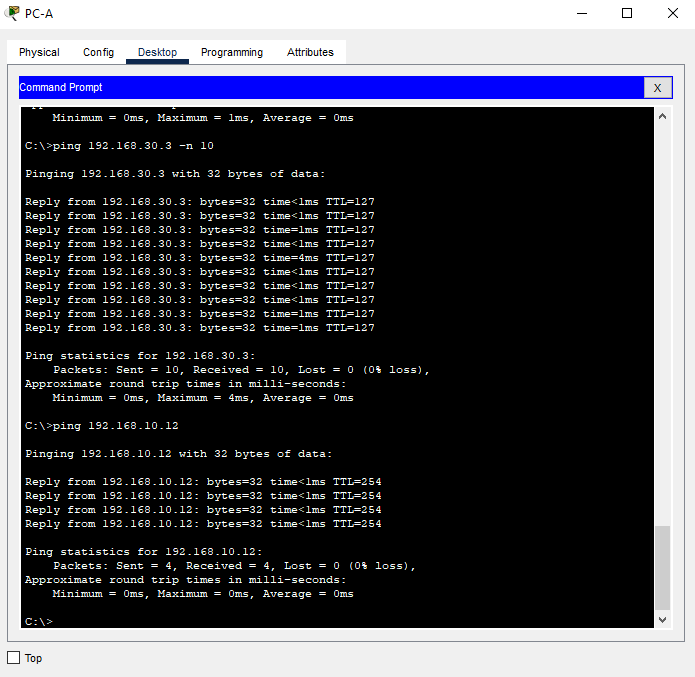 PC-A
Physical Config Desktop Programming Attributes
Command Prompt X
Minimum = 0ms, Maximum = 1ms, Average = 0ms
C:\>ping 192.168.30.3 -n 10
Pinging 192.168.30.3 with 32 bytes of data:
Reply from 192.168.30.3: bytes=32 time<1ms TTL=127
Reply from 192.168.30.3: bytes=32 time<1ms TTL=127
Reply from 192.168.30.3: bytes=32 time=1ms TTL=127
Reply from 192.168.30.3: bytes=32 time<1ms TTL=127
Reply from 192.168.30.3: bytes=32 time=4ms TTL=127
Reply from 192.168.30.3: bytes=32 time<1ms TTL=127
Reply from 192.168.30.3: bytes=32 time<1ms TTL=127
Reply from 192.168.30.3: bytes=32 time<1ms TTL=127
Reply from 192.168.30.3: bytes=32 time=1ms TTL=127
Reply from 192.168.30.3: bytes=32 time=1ms TTL=127
Ping statistics for 192.168.30.3:
Packets: Sent = 10, Received = 10, Lost = 0 (0% loss),
Approximate round trip times in milli-seconds:
Minimum = 0ms, Maximum = 4ms, Average = 0ms
C:\>ping 192.168.10.12
Pinging 192.168.10.12 with 32 bytes of data:
Reply from 192.168.10.12: bytes=32 time<1ms TTL=254
Reply from 192.168.10.12: bytes=32 time<1ms TTL=254
Reply from 192.168.10.12: bytes=32 time<1ms TTL=254
Reply from 192.168.10.12: bytes=32 time<1ms TTL=254
Ping statistics for 192.168.10.12:
Packets: Sent = 4, Received = 4, Lost = 0 (0% loss),
Approximate round trip times in milli-seconds:
Minimum = 0ms, Maximum = 0ms, Average = 0ms
C:\>
Top